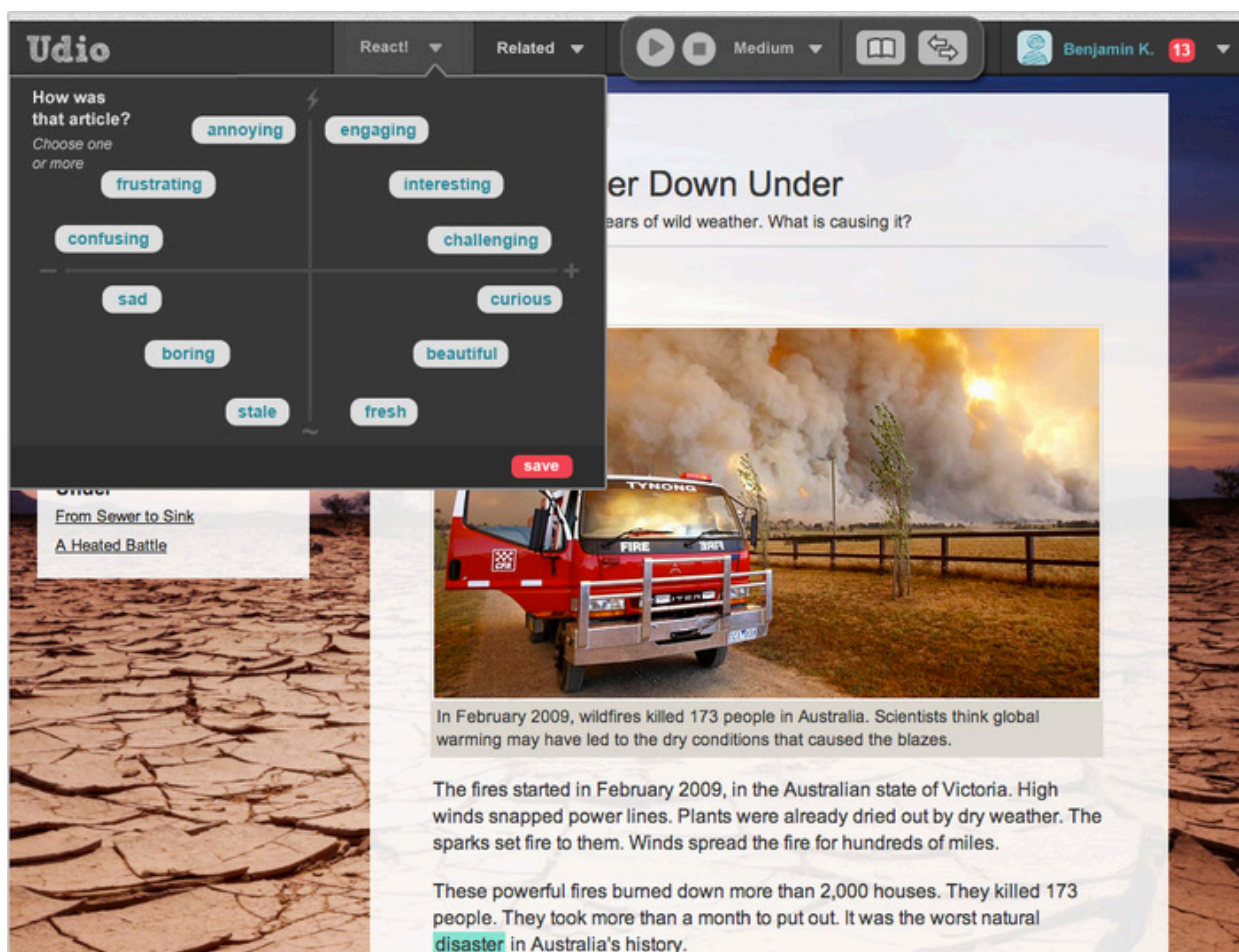 Udio
React!
Related
Medium
Benjamin K.
13
How was
that article?
Choose one
or more
annoying
engaging
frustrating
interesting
confusing
challenging
sad
curious
boring
beautiful
stale
fresh
save
er Down Under
ears of wild weather. What is causing it?
Under
From Sewer to Sink
A Heated Battle
TYNONG
FIRE
CFA
In February 2009, wildfires killed 173 people in Australia. Scientists think global
warming may have led to the dry conditions that caused the blazes.
The fires started in February 2009, in the Australian state of Victoria. High
winds snapped power lines. Plants were already dried out by dry weather. The
sparks set fire to them. Winds spread the fire for hundreds of miles.
These powerful fires burned down more than 2,000 houses. They killed 173
people. They took more than a month to put out. It was the worst natural
disaster in Australia's history.